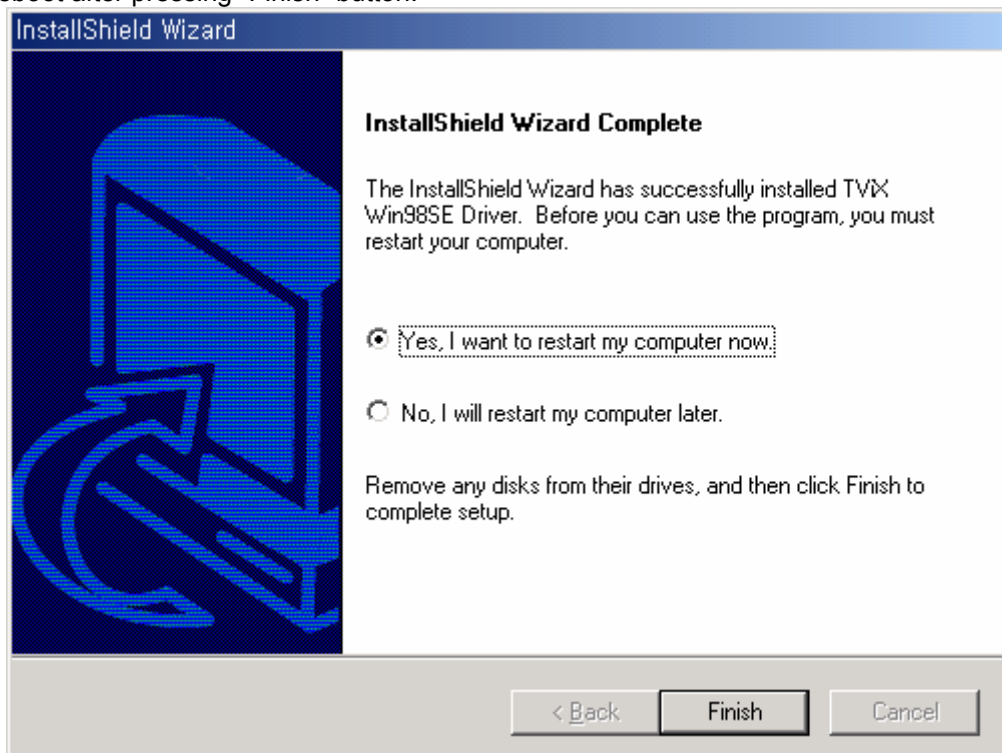 eboot after pressing "Finish" button.
InstallShield Wizard
InstallShield Wizard Complete
The InstallShield Wizard has successfully installed TViX
Win98SE Driver. Before you can use the program, you must
restart your computer.
Yes, I want to restart my computer now.
No, I will restart my computer later.
Remove any disks from their drives, and then click Finish to
complete setup.
< Back
Finish
Cancel